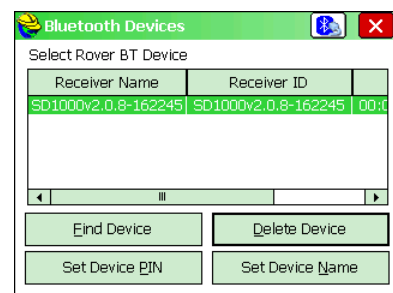 Bluetooth Devices
Select Rover BT Device
Receiver Name Receiver ID
SD1000v2.0.8-162245 SD1000v2.0.8-162245 00:0
Find Device Delete Device
Set Device PIN Set Device Name